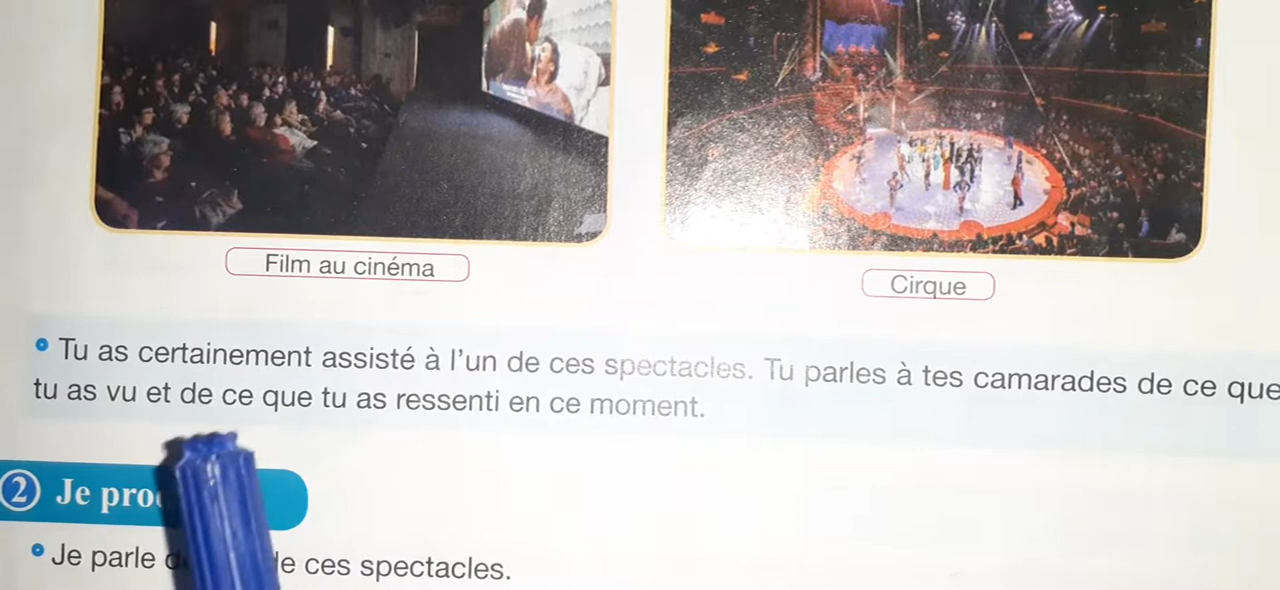 Film au cinéma
Cirque
• Tu as certainement assisté à l'un de ces spectacles. Tu parles à tes camarades de ce que
tu as vu et de ce que tu as ressenti en ce moment.
2 Je pro
• Je parle de ces spectacles.